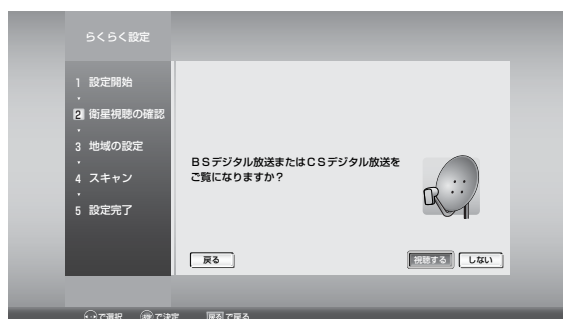 らくらく設定
1 設定開始
2 衛星視聴の確認
3 地域の設定
4 スキャン
5 設定完了
BSデジタル放送またはCSデジタル放送を
ご覧になりますか？
戻る 視聴する しない
で選択 で決定 戻る で戻る